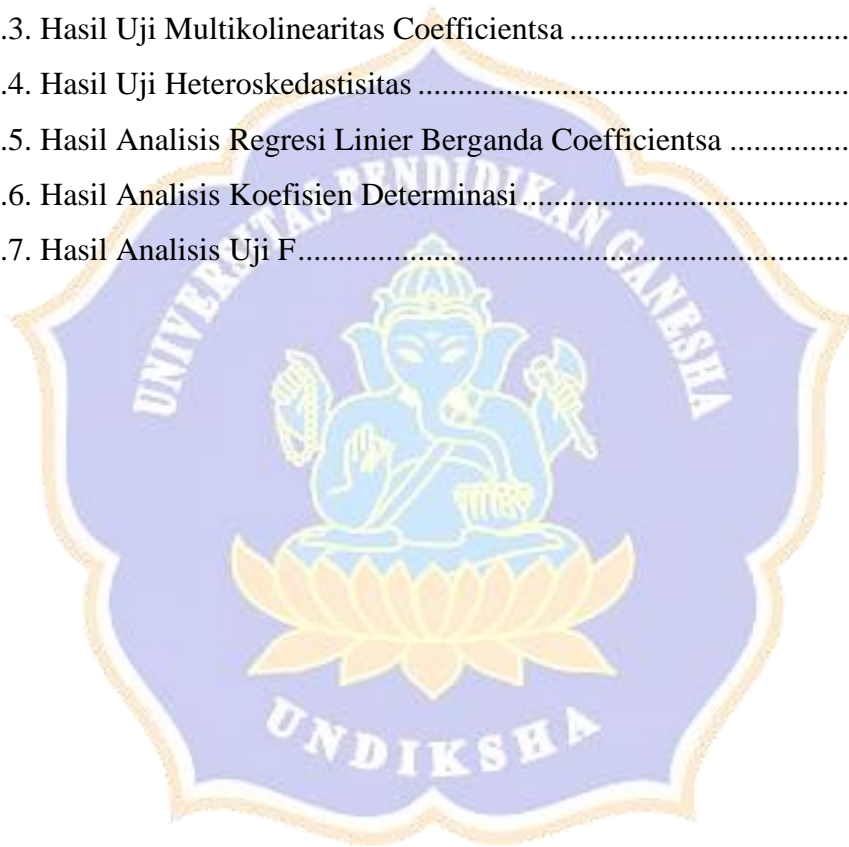 .3. Hasil Uji Multikolinearitas Coefficientsa ...............................
.4. Hasil Uji Heteroskedastisitas ................................................
.5. Hasil Analisis Regresi Linier Berganda Coefficientsa ..............
.6. Hasil Analisis Koefisien Determinasi ....................................
.7. Hasil Analisis Uji F..............................................................
UNIVERSITAS PENDIDIKAN GANESHA
UNDIKSHA